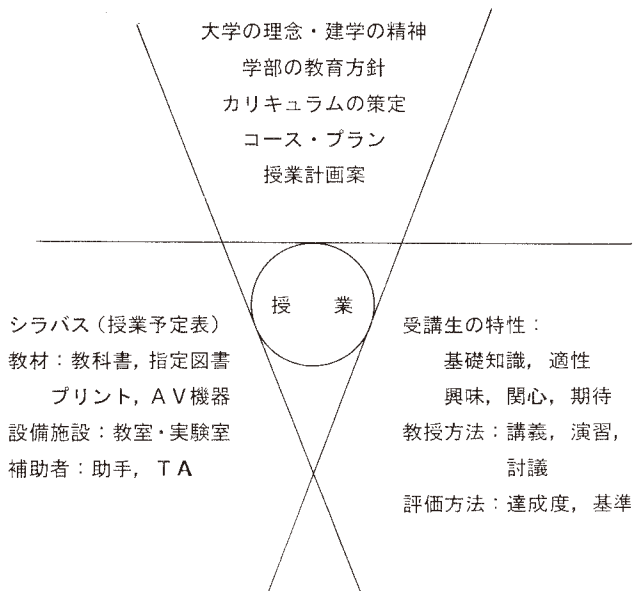 大学の理念・建学の精神
学部の教育方針
カリキュラムの策定
コース・プラン
授業計画案
授　業
シラバス(授業予定表)
教材:教科書, 指定図書
プリント, AV機器
設備施設:教室・実験室
補助者:助手, TA
受講生の特性:
基礎知識, 適性
興味, 関心, 期待
教授方法:講義, 演習,
討議
評価方法:達成度, 基準